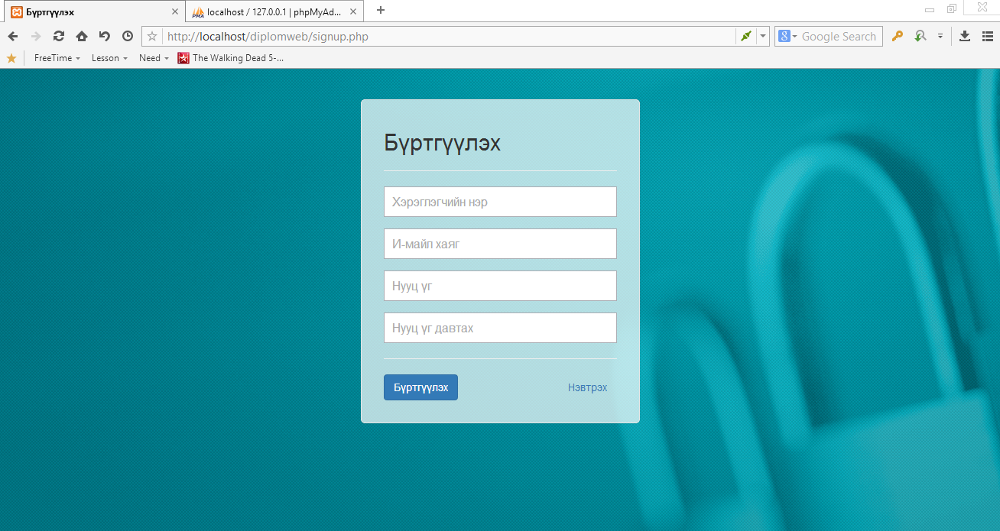 Бүртгүүлэх
localhost / 127.0.0.1 | phpMyAd...
http://localhost/diplomweb/signup.php
Google Search
FreeTime Lesson Need The Walking Dead 5-...
Бүртгүүлэх
Хэрэглэгчийн нэр
И-майл хаяг
Нууц үг
Нууц үг давтах
Бүртгүүлэх Нэвтрэх